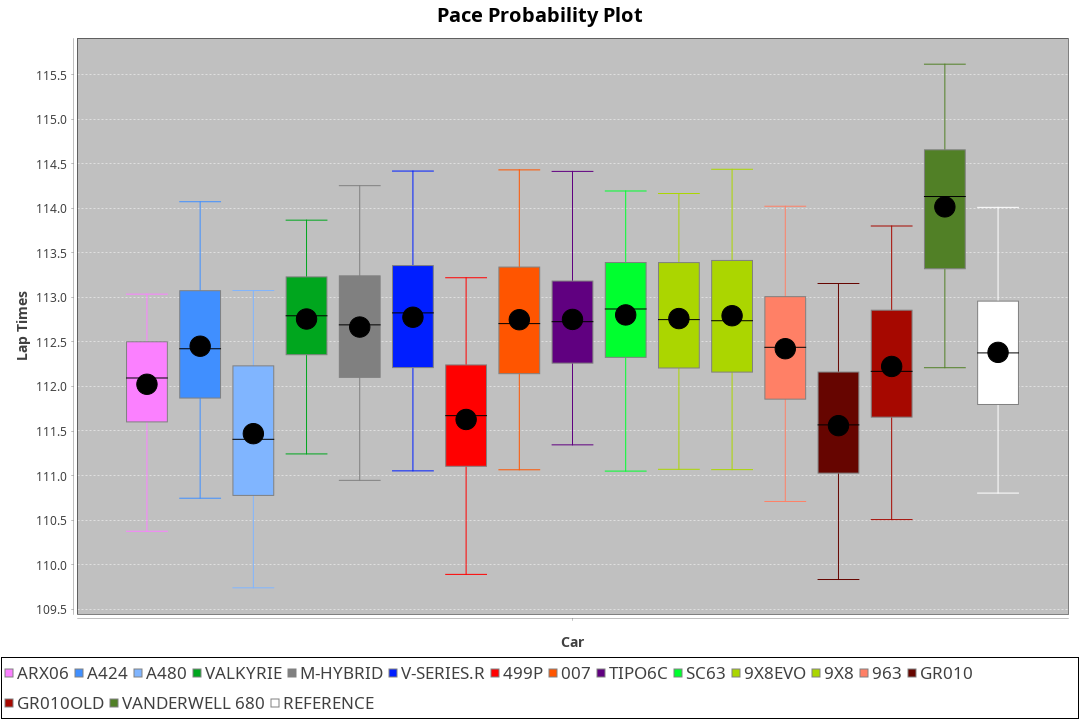 Pace Probability Plot
115.5
115.0
114.5
114.0
113.5
113.0
112.5
112.0
111.5
111.0
110.5
110.0
109.5
Lap Times
Car
ARX06 A424 A480 VALKYRIE M-HYBRID V-SERIES.R 499P 007 TIPO6C SC63 9X8EVO 9X8 963 GR010
GR010OLD VANDERWELL 680 REFERENCE